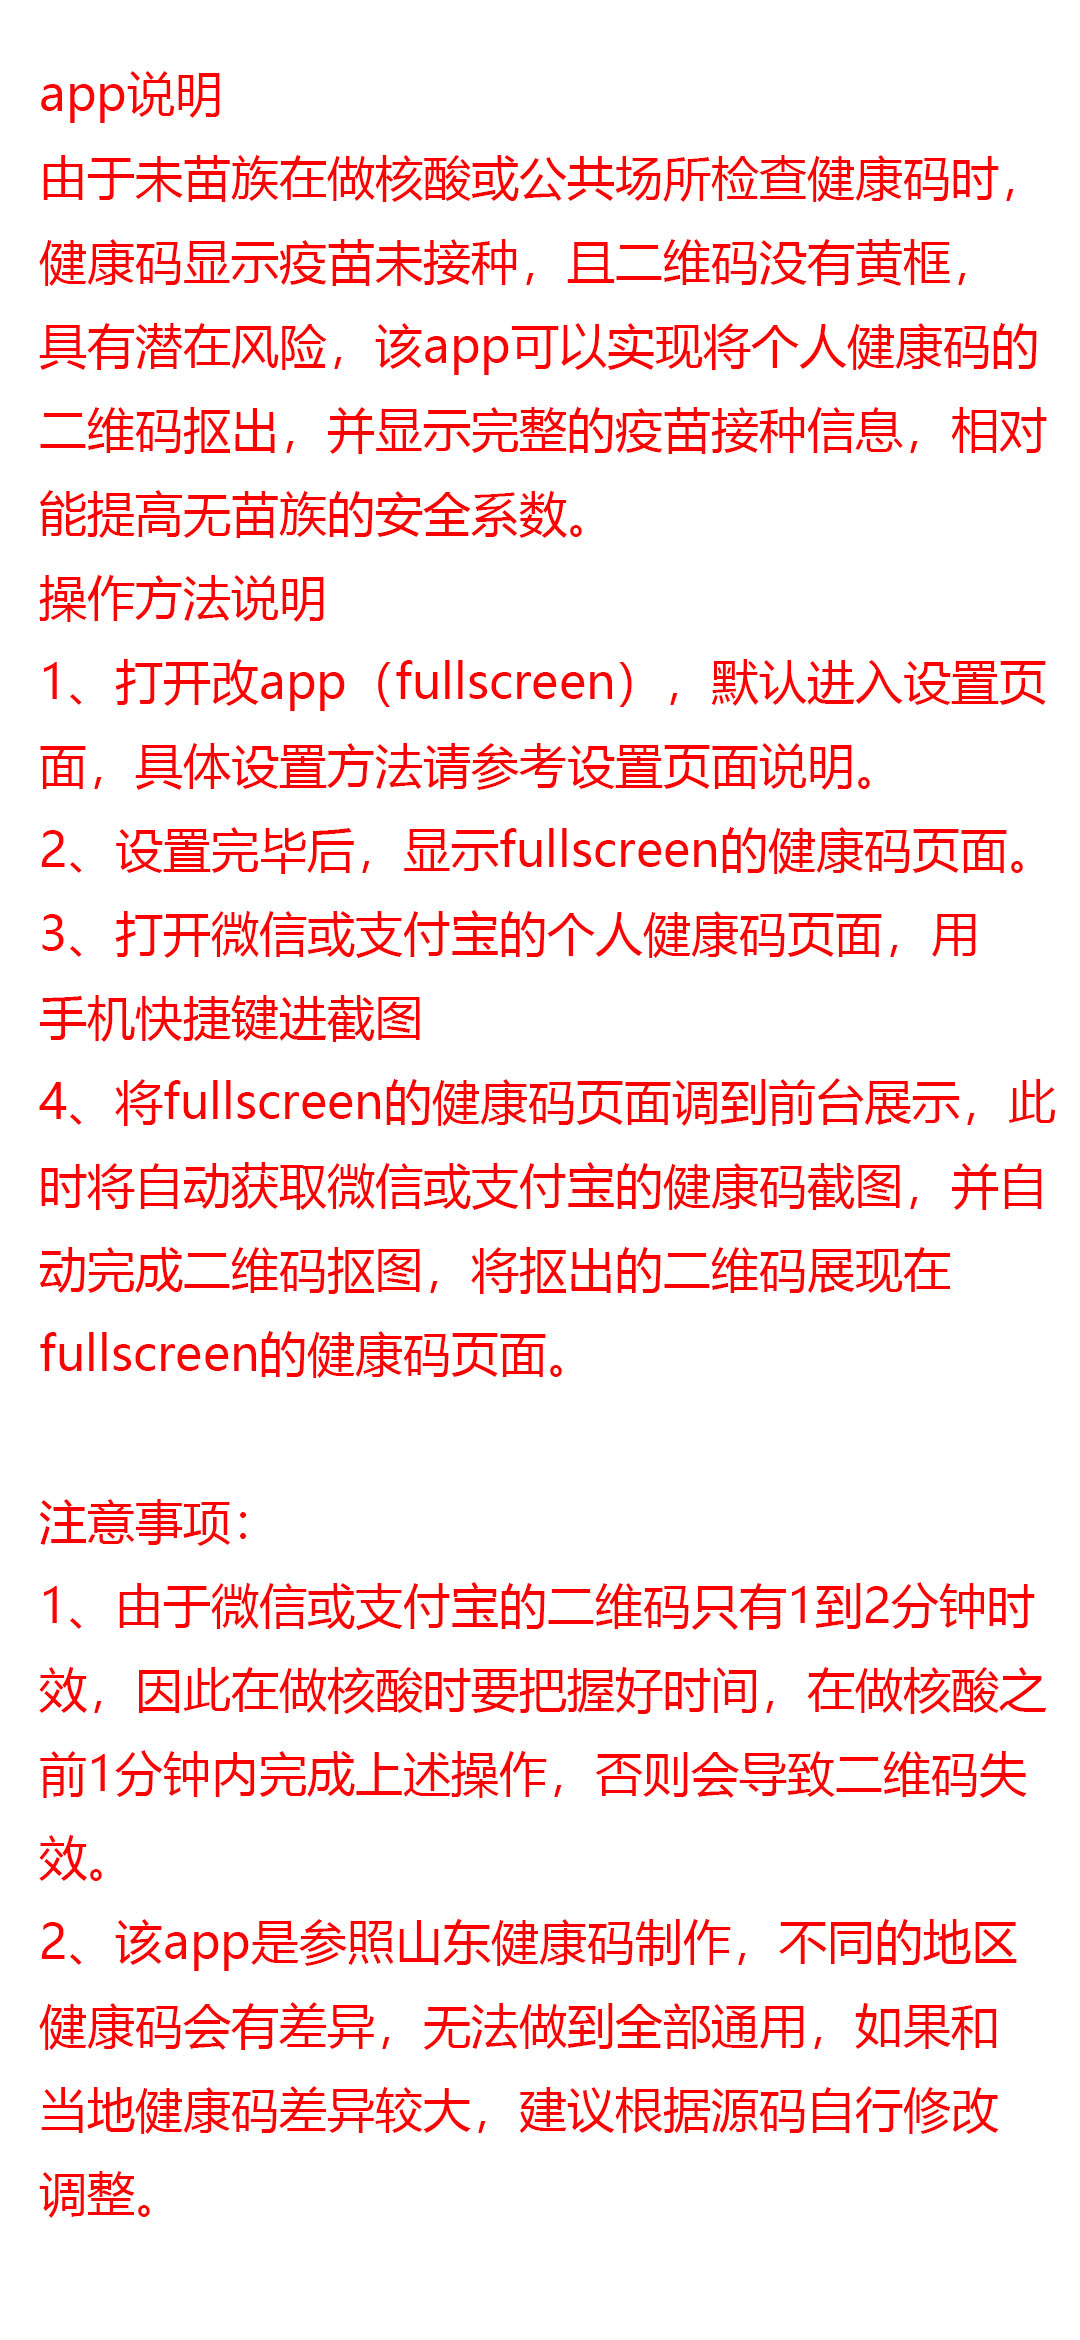 app说明
由于未苗族在做核酸或公共场所检查健康码时，
健康码显示疫苗未接种，且二维码没有黄框，
具有潜在风险，该app可以实现将个人健康码的
二维码抠出，并显示完整的疫苗接种信息，相对
能提高无苗族的安全系数。
操作方法说明
1、打开改app（fullscreen），默认进入设置页
面，具体设置方法请参考设置页面说明。
2、设置完毕后，显示fullscreen的健康码页面。
3、打开微信或支付宝的个人健康码页面，用
手机快捷键进截图
4、将fullscreen的健康码页面调到前台展示，此
时将自动获取微信或支付宝的健康码截图，并自
动完成二维码抠图，将抠出的二维码展现在
fullscreen的健康码页面。
注意事项：
1、由于微信或支付宝的二维码只有1到2分钟时
效，因此在做核酸时要把握好时间，在做核酸之
前1分钟内完成上述操作，否则会导致二维码失
效。
2、该app是参照山东健康码制作，不同的地区
健康码会有差异，无法做到全部通用，如果和
当地健康码差异较大，建议根据源码自行修改
调整。